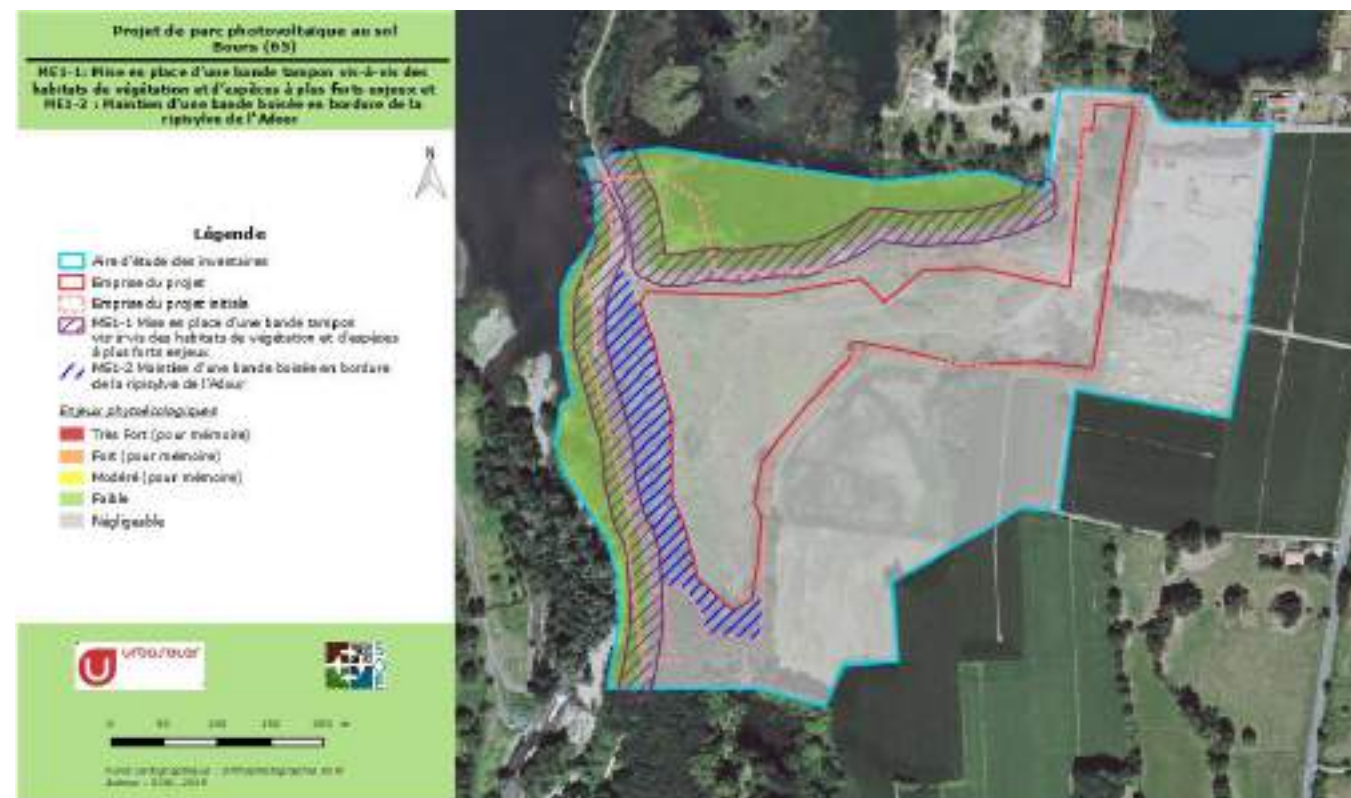 Projet de parc photovoltaïque au sol
Bours (65)
ME1-1: Mise en place d'une bande tampon vis-à-vis des
habitats de végétation et d'espèces à plus forts enjeux et
ME1-2 : Maintien d'une bande boisée en bordure de la
ripisylve de l'Adour
N
Légende
Aire d'étude des inventaires
Emprise du projet
Emprise du projet initiale
ME1-1 Mise en place d'une bande tampon
vis-à-vis des habitats de végétation et d'espèces
à plus forts enjeux
ME1-2 Maintien d'une bande boisée en bordure
de la ripisylve de l'Adour
Enjeux phytoécologiques
Très Fort (pour mémoire)
Fort (pour mémoire)
Modéré (pour mémoire)
Faible
Négligeable
urbasolar
0 50 100 150 200 m
Fond cartographique : Orthophotographie